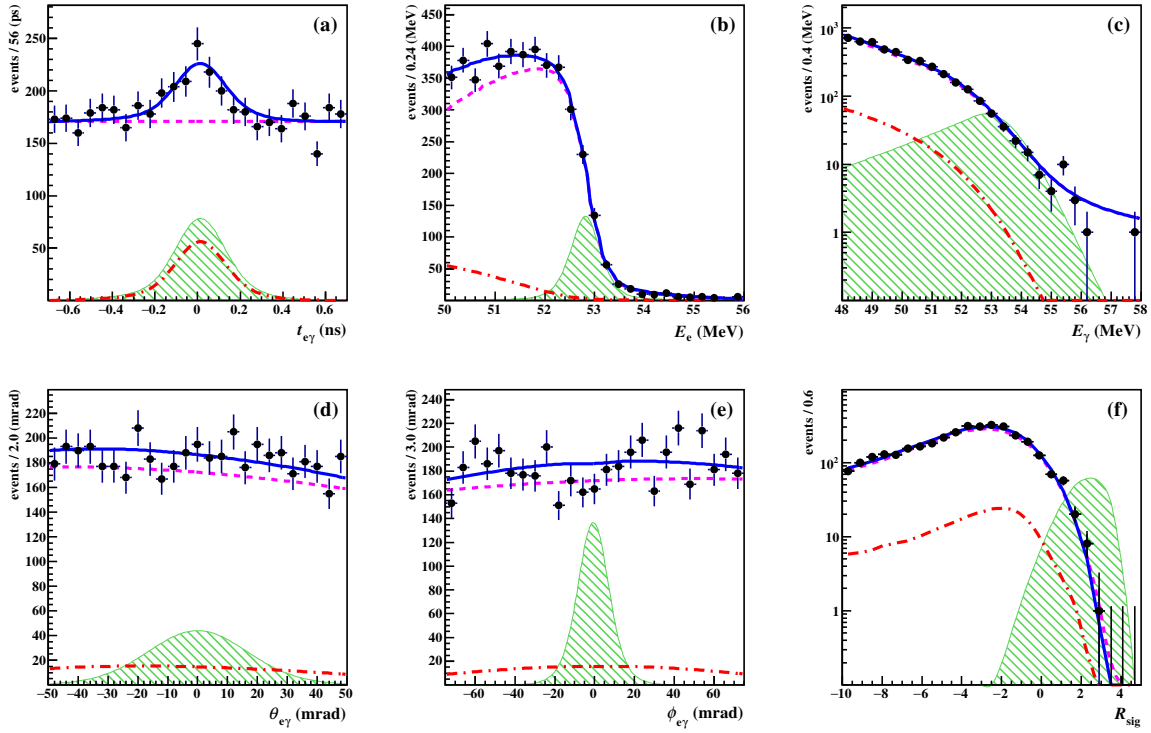 (a)
events / 56 (ps)
250
200
150
100
50
−0.6 −0.4 −0.2 0 0.2 0.4 0.6
t_eγ (ns)
(b)
events / 0.24 (MeV)
450
400
350
300
250
200
150
100
50
50 51 52 53 54 55 56
E_e (MeV)
(c)
events / 0.4 (MeV)
10³
10²
10
1
48 49 50 51 52 53 54 55 56 57 58
E_γ (MeV)
(d)
events / 2.0 (mrad)
220
200
180
160
140
120
100
80
60
40
20
−50 −40 −30 −20 −10 0 10 20 30 40 50
θ_eγ (mrad)
(e)
events / 3.0 (mrad)
240
220
200
180
160
140
120
100
80
60
40
20
−60 −40 −20 0 20 40 60
ϕ_eγ (mrad)
(f)
events / 0.6
10²
10
1
−10 −8 −6 −4 −2 0 2 4
R_sig